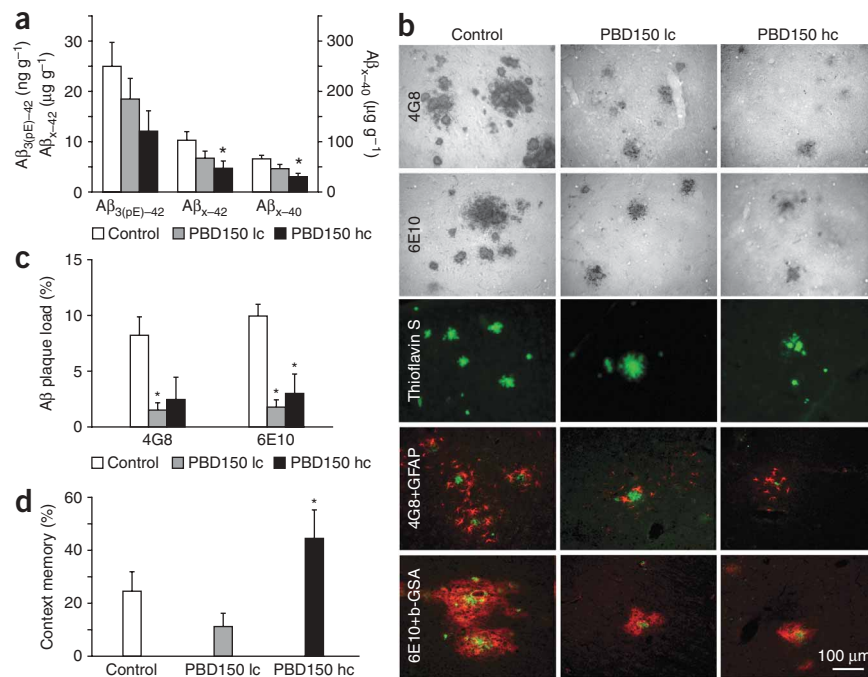 a
Aβ3(pE)–42 (ng g−1)
Aβx–42 (µg g−1)
30
20
10
0
300
200
100
0
Aβx–40 (µg g−1)
* *
Aβ3(pE)–42 Aβx–42 Aβx–40
Control PBD150 lc PBD150 hc
b
Control PBD150 lc PBD150 hc
4G8
6E10
Thioflavin S
4G8+GFAP
6E10+b-GSA
100 µm
c
Aβ plaque load (%)
15
10
5
0
* * *
4G8 6E10
Control PBD150 lc PBD150 hc
d
Context memory (%)
60
40
20
0
*
Control PBD150 lc PBD150 hc